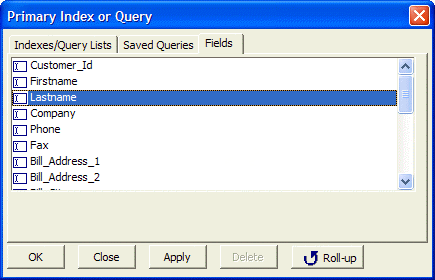 Primary Index or Query
Indexes/Query Lists Saved Queries Fields
Customer_Id
Firstname
Lastname
Company
Phone
Fax
Bill_Address_1
Bill_Address_2
OK Close Apply Delete Roll-up